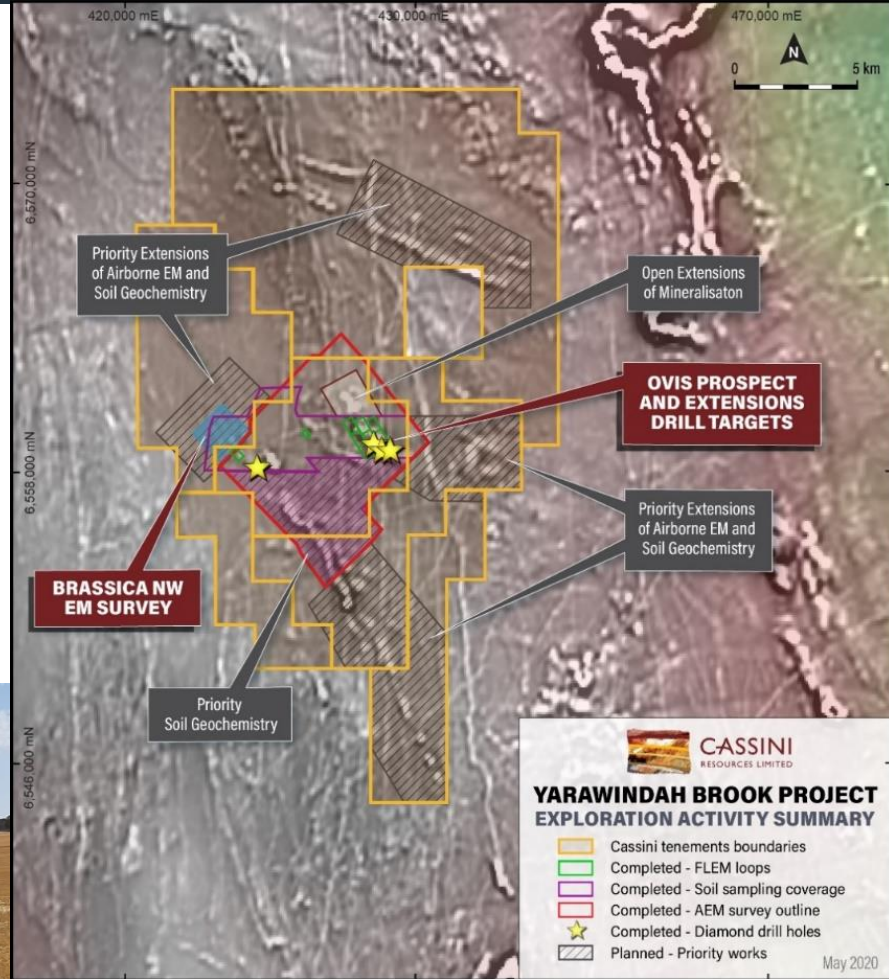 420,000 mE
430,000 mE
470,000 mE
N
0
5 km
6,570,000 mN
Priority Extensions
of Airborne EM and
Soil Geochemistry
Open Extensions
of Mineralisaton
OVIS PROSPECT
AND EXTENSIONS
DRILL TARGETS
6,558,000 mN
Priority Extensions
of Airborne EM and
Soil Geochemistry
BRASSICA NW
EM SURVEY
Priority
Soil Geochemistry
6,546,000 mN
CASSINI
RESOURCES LIMITED
YARAWINDAH BROOK PROJECT
EXPLORATION ACTIVITY SUMMARY
Cassini tenements boundaries
Completed - FLEM loops
Completed - Soil sampling coverage
Completed - AEM survey outline
Completed - Diamond drill holes
Planned - Priority works
May 2020